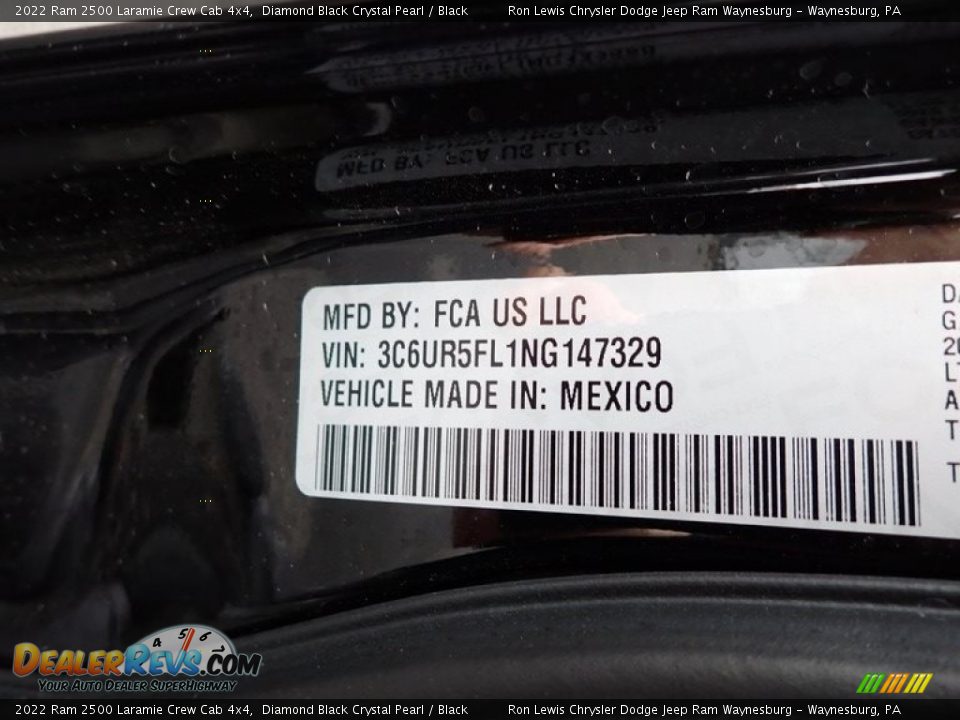 2022 Ram 2500 Laramie Crew Cab 4x4, Diamond Black Crystal Pearl / Black Ron Lewis Chrysler Dodge Jeep Ram Waynesburg - Waynesburg, PA
MFD BY: FCA US LLC
MFD BY: FCA US LLC
VIN: 3C6UR5FL1NG147329
VEHICLE MADE IN: MEXICO
4 5 6
DealerRevs.com
Your Auto Dealer SuperHighway
2022 Ram 2500 Laramie Crew Cab 4x4, Diamond Black Crystal Pearl / Black Ron Lewis Chrysler Dodge Jeep Ram Waynesburg - Waynesburg, PA